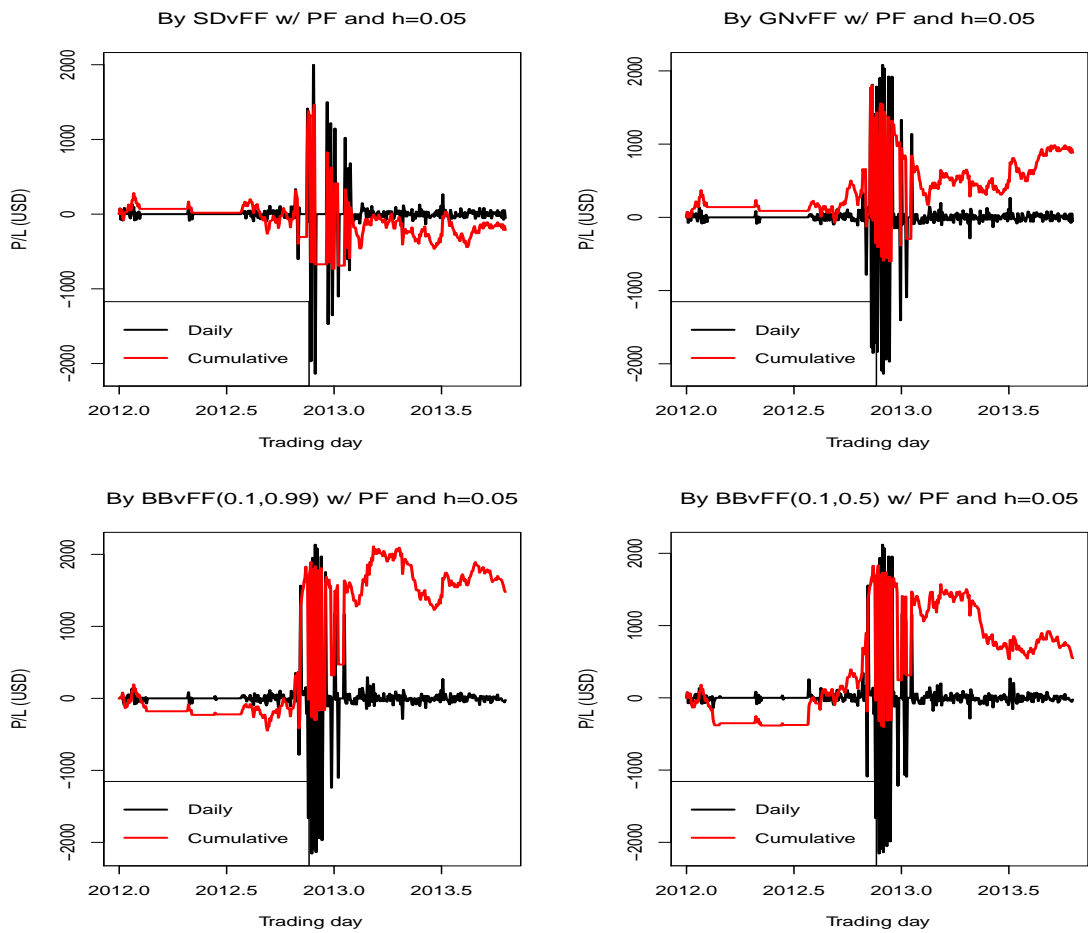 By SDvFF w/ PF and h=0.05
P/L (USD)
2000
1000
0
−1000
−2000
Daily
Cumulative
2012.0 2012.5 2013.0 2013.5
Trading day
By GNvFF w/ PF and h=0.05
P/L (USD)
2000
1000
0
−1000
−2000
Daily
Cumulative
2012.0 2012.5 2013.0 2013.5
Trading day
By BBvFF(0.1,0.99) w/ PF and h=0.05
P/L (USD)
2000
1000
0
−1000
−2000
Daily
Cumulative
2012.0 2012.5 2013.0 2013.5
Trading day
By BBvFF(0.1,0.5) w/ PF and h=0.05
P/L (USD)
2000
1000
0
−1000
−2000
Daily
Cumulative
2012.0 2012.5 2013.0 2013.5
Trading day